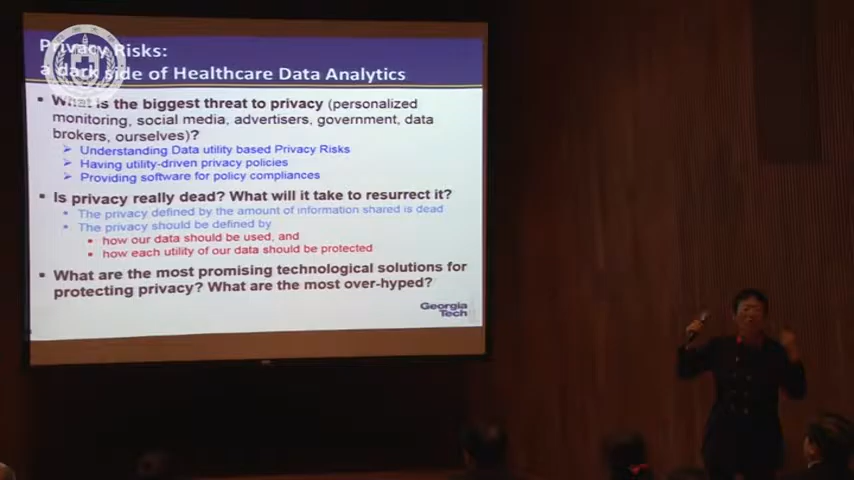 Privacy Risks:
a dark side of Healthcare Data Analytics
▪ What is the biggest threat to privacy (personalized
monitoring, social media, advertisers, government, data
brokers, ourselves)?
➢ Understanding Data utility based Privacy Risks
➢ Having utility-driven privacy policies
➢ Providing software for policy compliances
▪ Is privacy really dead? What will it take to resurrect it?
• The privacy defined by the amount of information shared is dead
• The privacy should be defined by
• how our data should be used, and
• how each utility of our data should be protected
▪ What are the most promising technological solutions for
protecting privacy? What are the most over-hyped?
Georgia
Tech